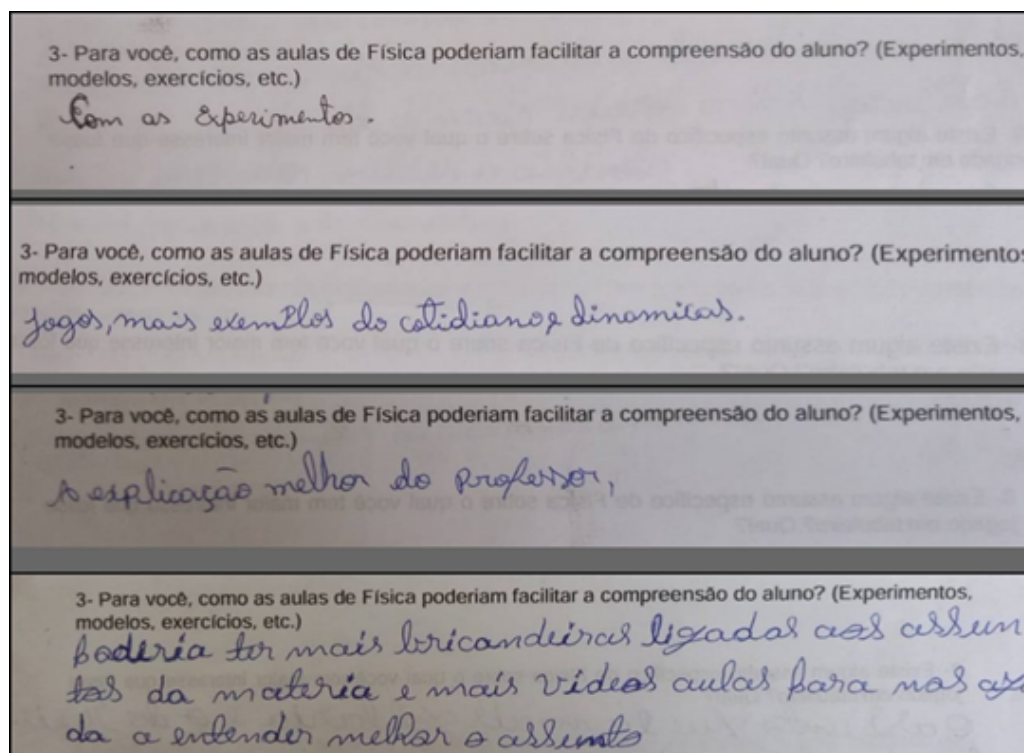 3- Para você, como as aulas de Física poderiam facilitar a compreensão do aluno? (Experimentos,
modelos, exercícios, etc.)
Com as experimentos.
3- Para você, como as aulas de Física poderiam facilitar a compreensão do aluno? (Experimentos
modelos, exercícios, etc.)
Jogos, mais exemplos do cotidiano e dinamicas.
3- Para você, como as aulas de Física poderiam facilitar a compreensão do aluno? (Experimentos,
modelos, exercícios, etc.)
A explicação melhor do professor,
3- Para você, como as aulas de Física poderiam facilitar a compreensão do aluno? (Experimentos,
modelos, exercícios, etc.)
Poderia ter mais bricandeiras ligadas aos assun
tos da materia e mais videos aulas para nos
da a entender melhor o assunto